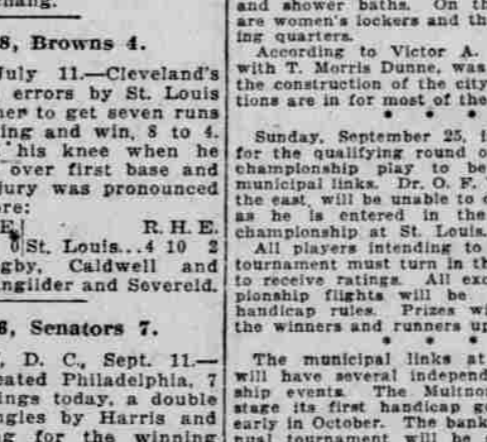 8, Browns 4.
July 11.—Cleveland's
errors by St. Louis
to get seven runs
ing and win, 8 to 4.
his knee when he
over first base and
jury was pronounced
ore:
E. R. H. E.
0 St. Louis...4 10 2
gby, Caldwell and
ngilder and Severeid.
8, Senators 7.
, D. C., Sept. 11.—
eated Philadelphia, 7
ings today, a double
ngles by Harris and
g for the winning
and shower baths. On th
are women's lockers and th
ing quarters.
According to Victor A.
with T. Morris Dunne, was
the construction of the city
tions are in for most of the
* * *
Sunday, September 25, i
for the qualifying round o
championship play to be
municipal links. Dr. O. F.
the east, will be unable to
as he is entered in the
championship at St. Louis.
All players intending to
tournament must turn in th
to receive ratings. All exc
pionship flights will be
handicap rules. Prizes wi
the winners and runners up
* * *
The municipal links at
will have several independ
ship events. The Multnom
stage its first handicap g
early in October. The bank
nual tournament will be